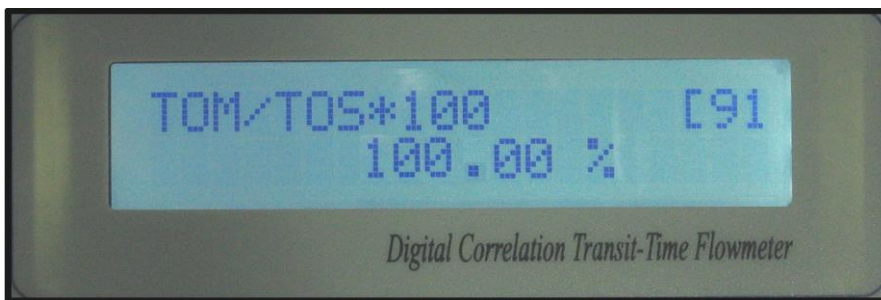 TOM/TOS*100 [91
100.00 %
Digital Correlation Transit-Time Flowmeter